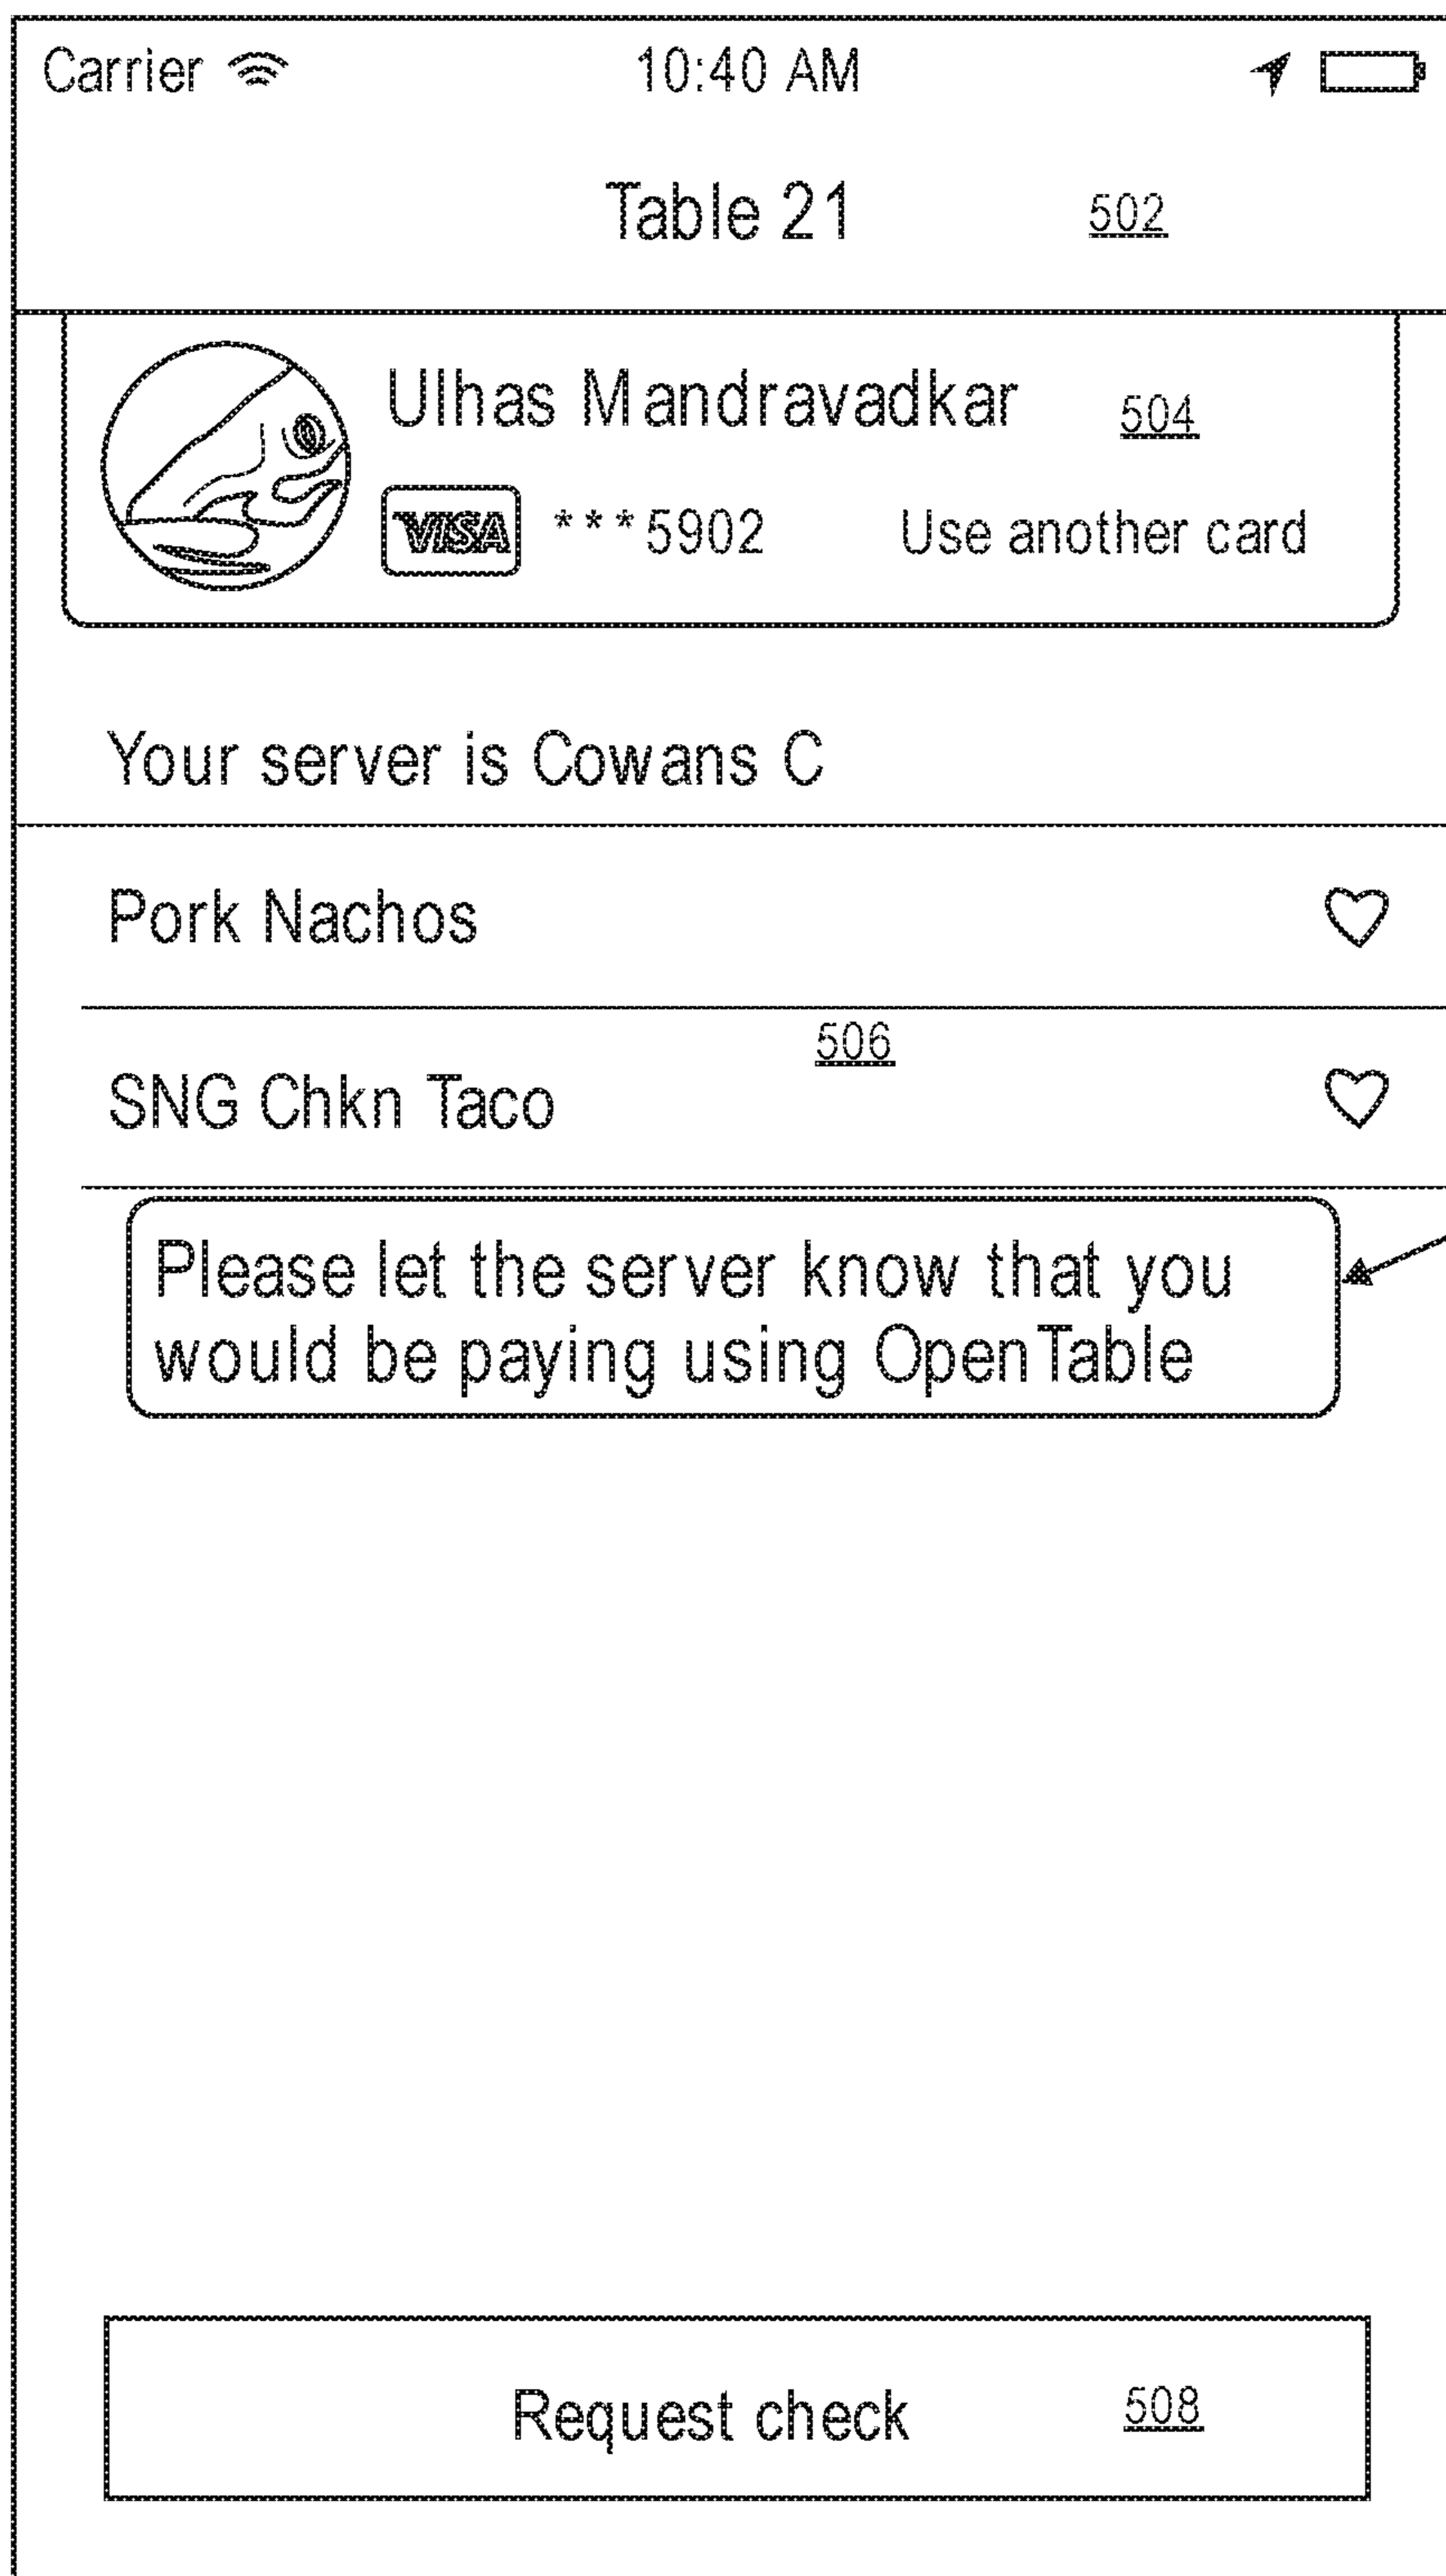 Carrier 10:40 AM
Table 21 502
Ulhas Mandravadkar 504
VISA ***5902 Use another card
Your server is Cowans C
Pork Nachos
506
SNG Chkn Taco
Please let the server know that you
would be paying using OpenTable
Request check 508